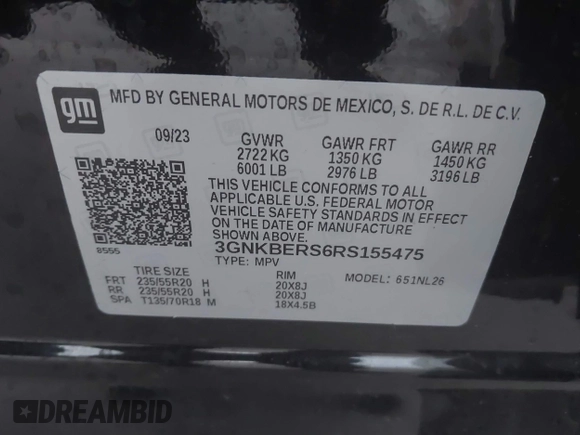 gm MFD BY GENERAL MOTORS DE MEXICO, S. DE R.L. DE C.V.
09/23 GVWR GAWR FRT GAWR RR
2722 KG 1350 KG 1450 KG
6001 LB 2976 LB 3196 LB
THIS VEHICLE CONFORMS TO ALL
APPLICABLE U.S. FEDERAL MOTOR
VEHICLE SAFETY STANDARDS IN EFFECT
ON THE DATE OF MANUFACTURE
SHOWN ABOVE.
3GNKBERS6RS155475
8555
TYPE: MPV MODEL: 651NL26
TIRE SIZE RIM
FRT 235/55R20 H 20X8J
RR 235/55R20 H 20X8J
SPA T135/70R18 M 18X4.5B
DREAMBID